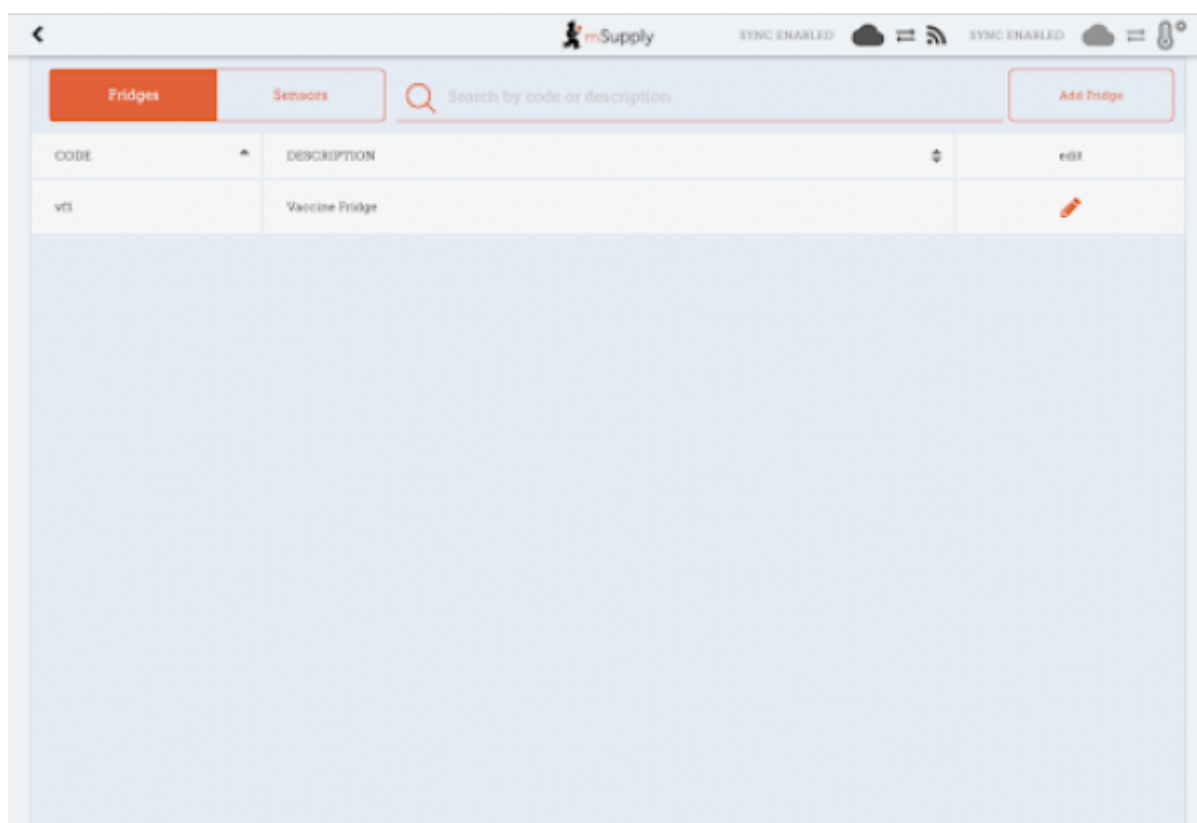 mSupply SYNC ENABLED SYNC ENABLED
Fridges Sensors Search by code or description Add Fridge
CODE DESCRIPTION edit
vf1 Vaccine Fridge